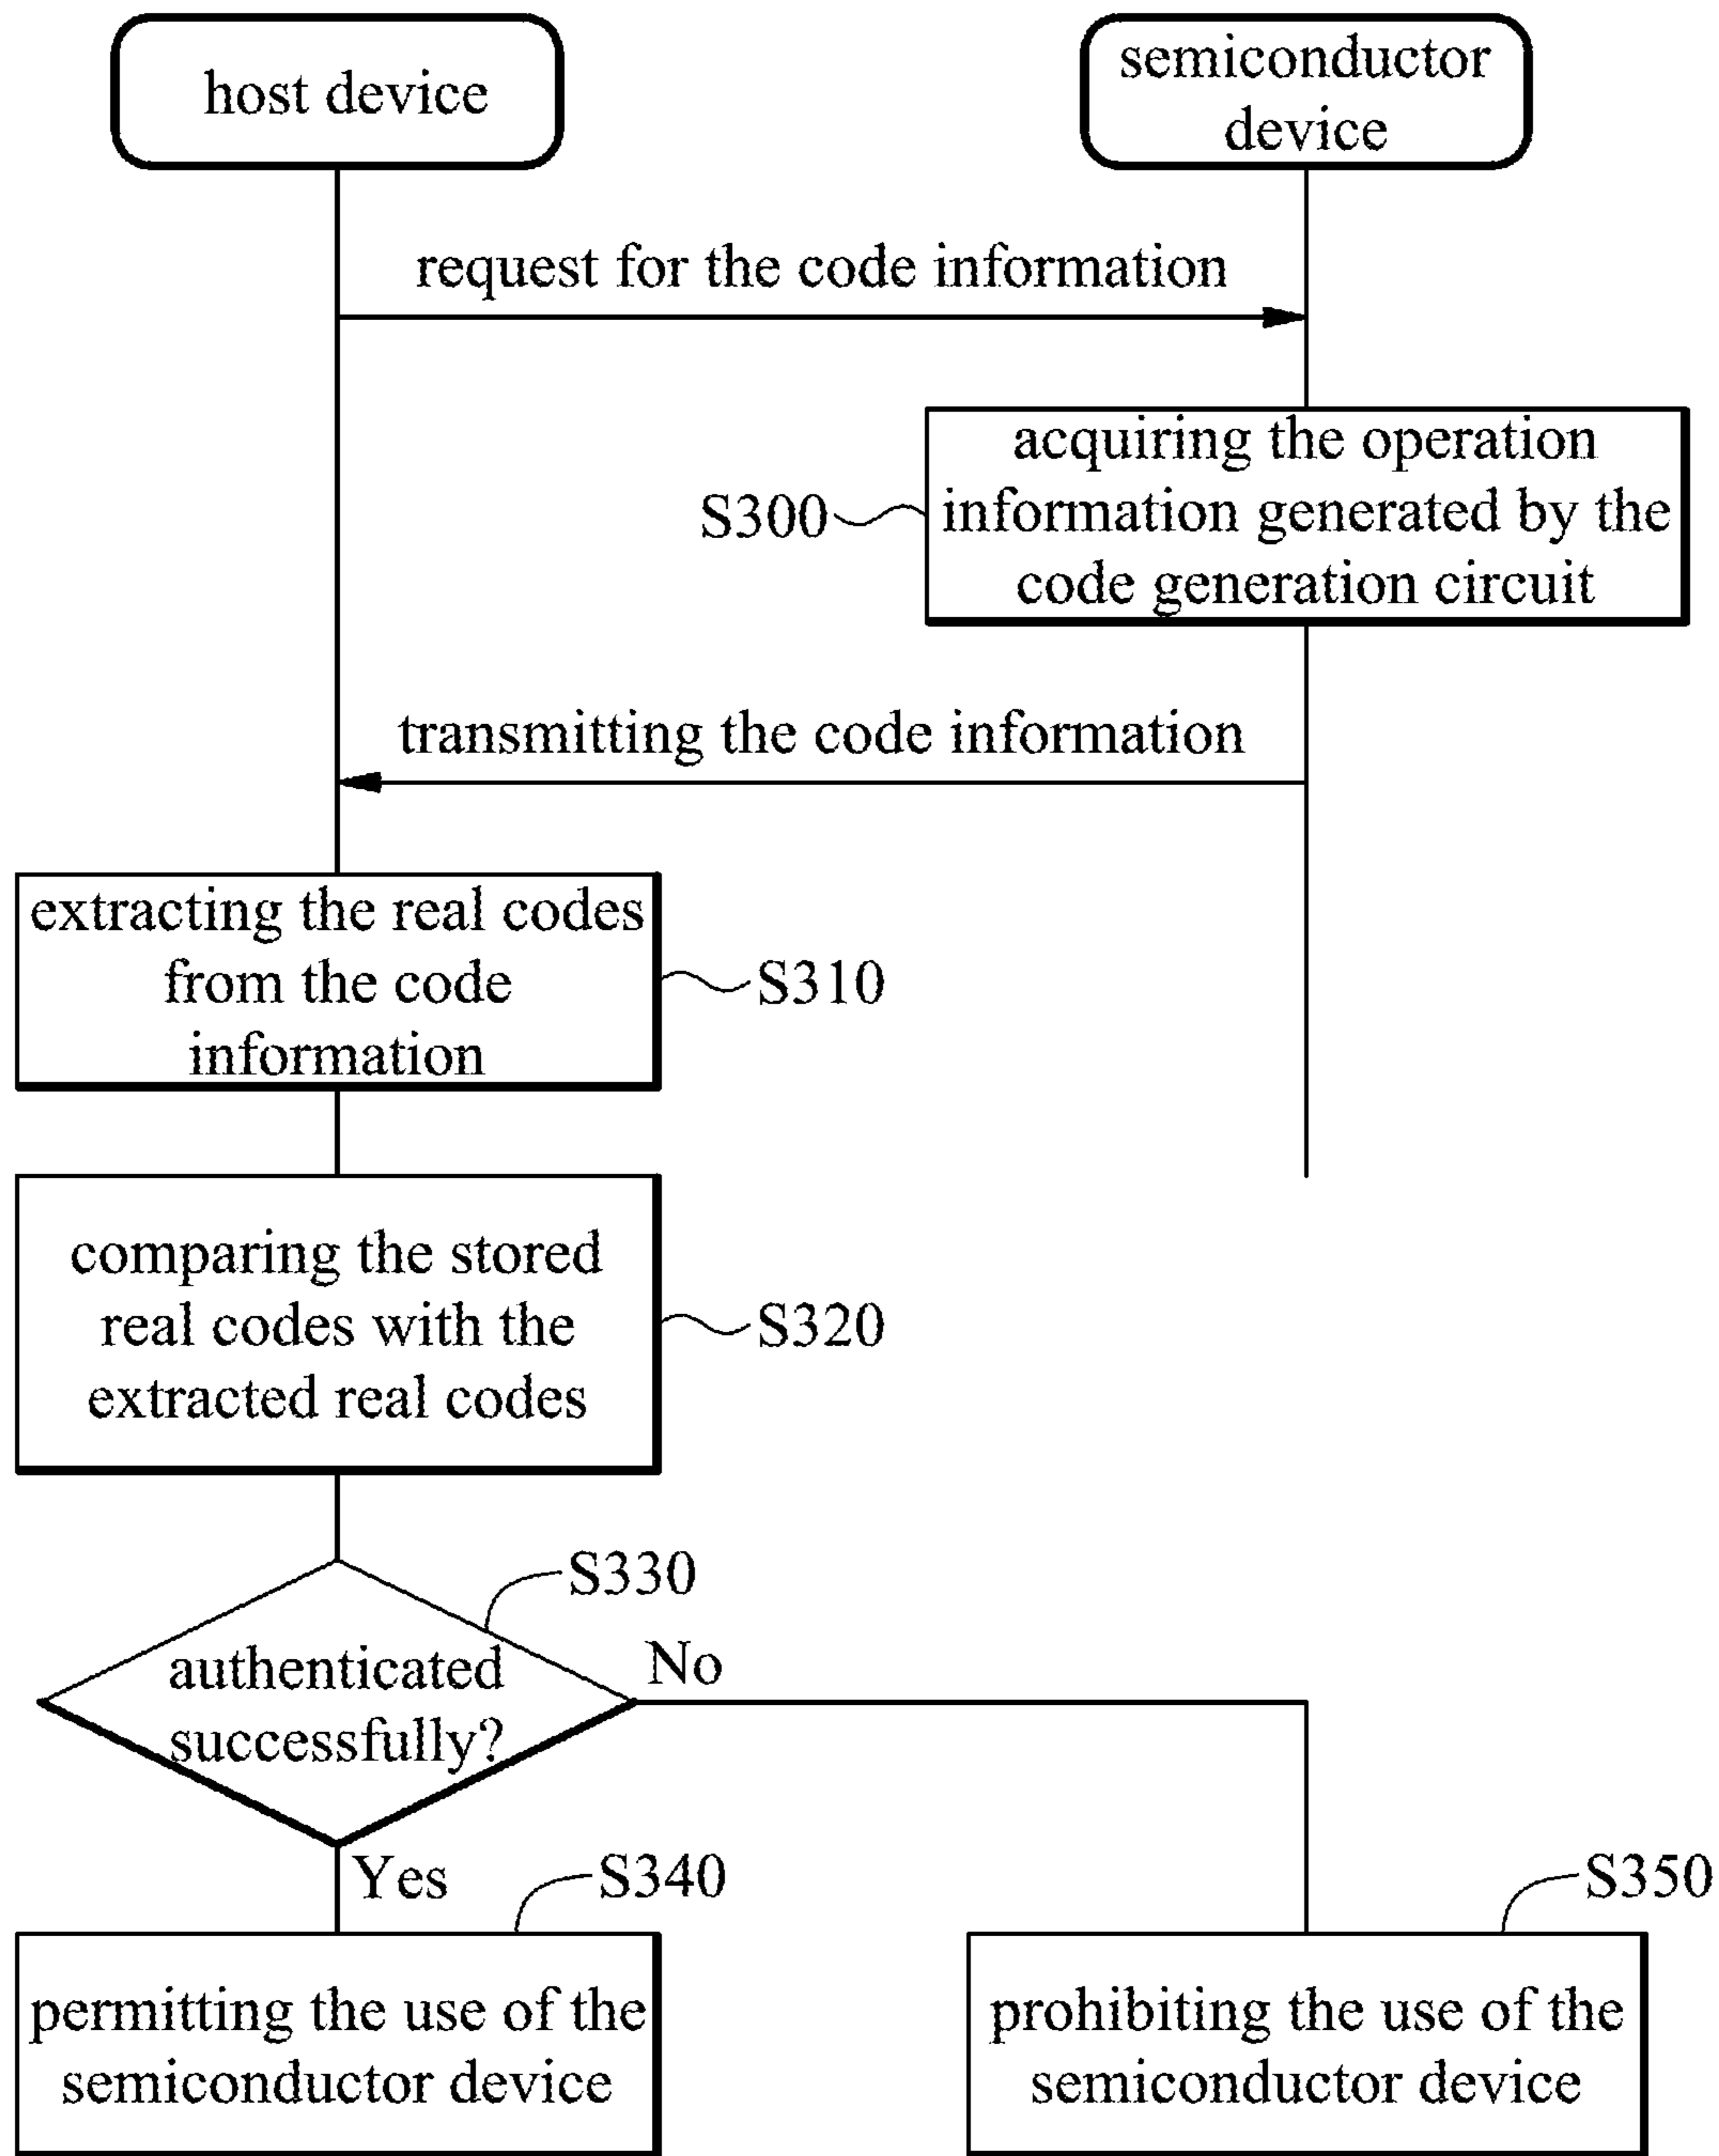 host device
semiconductor
device
request for the code information
acquiring the operation
information generated by the
code generation circuit
S300
transmitting the code information
extracting the real codes
from the code
information
S310
comparing the stored
real codes with the
extracted real codes
S320
S330
authenticated
successfully?
No
Yes
S340
S350
permitting the use of the
semiconductor device
prohibiting the use of the
semiconductor device